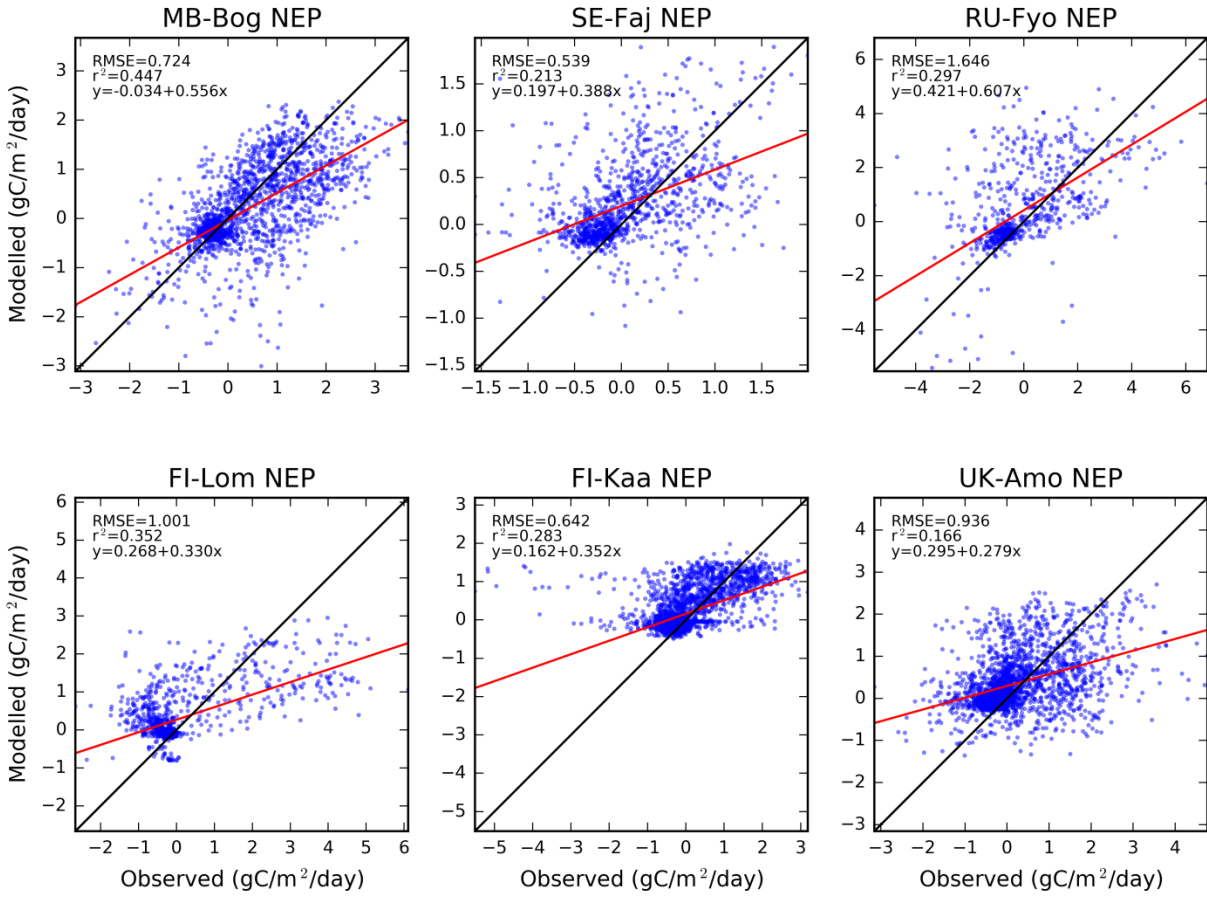 MB-Bog NEP
RMSE=0.724
r²=0.447
y=-0.034+0.556x
3
2
1
0
−1
−2
−3
−3 −2 −1 0 1 2 3
Modelled (gC/m²/day)
SE-Faj NEP
RMSE=0.539
r²=0.213
y=0.197+0.388x
1.5
1.0
0.5
0.0
−0.5
−1.0
−1.5
−1.5 −1.0 −0.5 0.0 0.5 1.0 1.5
RU-Fyo NEP
RMSE=1.646
r²=0.297
y=0.421+0.607x
6
4
2
0
−2
−4
−4 −2 0 2 4 6
FI-Lom NEP
RMSE=1.001
r²=0.352
y=0.268+0.330x
6
5
4
3
2
1
0
−1
−2
−2 −1 0 1 2 3 4 5 6
Modelled (gC/m²/day)
Observed (gC/m²/day)
FI-Kaa NEP
RMSE=0.642
r²=0.283
y=0.162+0.352x
3
2
1
0
−1
−2
−3
−4
−5
−5 −4 −3 −2 −1 0 1 2 3
Observed (gC/m²/day)
UK-Amo NEP
RMSE=0.936
r²=0.166
y=0.295+0.279x
4
3
2
1
0
−1
−2
−3
−3 −2 −1 0 1 2 3 4
Observed (gC/m²/day)